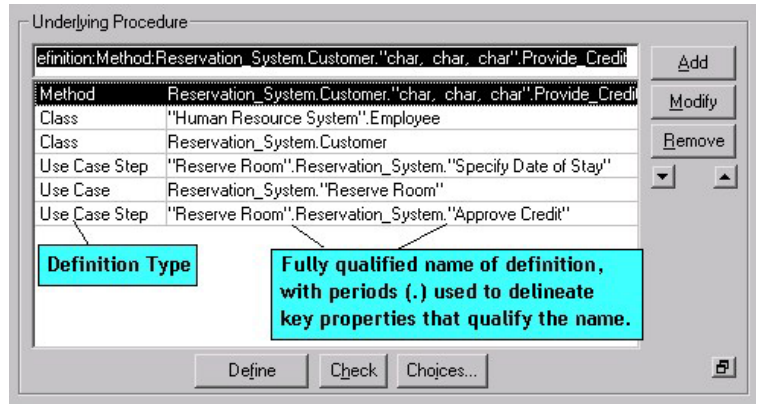 Underlying Procedure
efinition:Method:Reservation_System.Customer."char, char, char".Provide_Credit
Add
Method Reservation_System.Customer."char, char, char".Provide_Credi
Modify
Class "Human Resource System".Employee
Class Reservation_System.Customer
Remove
Use Case Step "Reserve Room".Reservation_System."Specify Date of Stay"
Use Case Reservation_System."Reserve Room"
Use Case Step "Reserve Room".Reservation_System."Approve Credit"
Definition Type
Fully qualified name of definition,
with periods (.) used to delineate
key properties that qualify the name.
Define Check Choices...